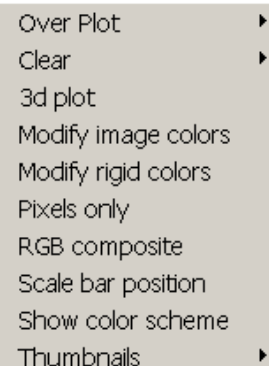 Over Plot
Clear
3d plot
Modify image colors
Modify rigid colors
Pixels only
RGB composite
Scale bar position
Show color scheme
Thumbnails